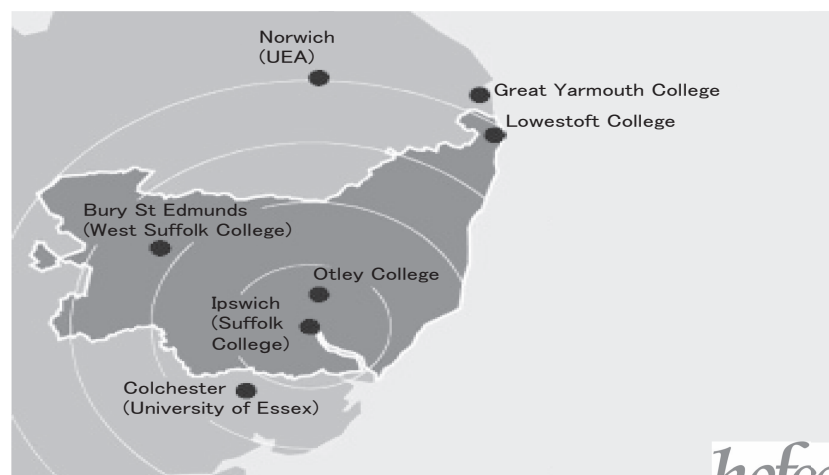 Norwich
(UEA)
Great Yarmouth College
Lowestoft College
Bury St Edmunds
(West Suffolk College)
Otley College
Ipswich
(Suffolk
College)
Colchester
(University of Essex)